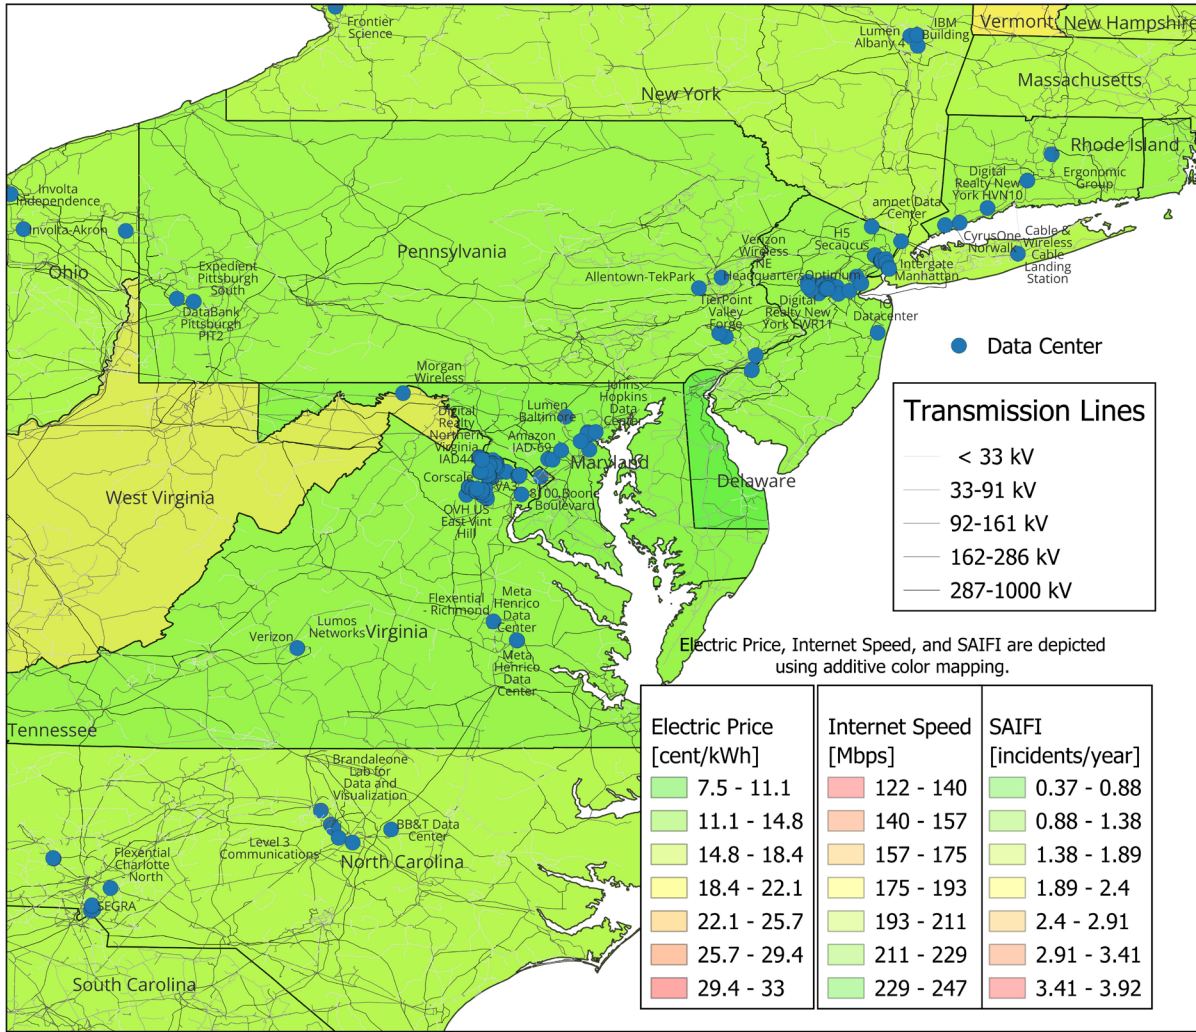 Frontier
Science
Lumen
Albany 4
IBM
Building
Vermont
New Hampshire
Massachusetts
New York
Rhode Island
Ergonomic
Group
Digital
Realty New
York HVN10
Involta
Independence
Involta-Akron
Ohio
Expedient
Pittsburgh
South
DataBank
Pittsburgh
PIT2
Pennsylvania
amnet Data
Center
H5
Secaucus
Verizon
Wireless
NE
Headquarters
Optimum
Allentown-TekPark
TierPoint
Valley
Forge
Digital
Realty New
York EWR11
Intergate
Manhattan
CyrusOne
Norwalk
Cable &
Wireless
Cable
Landing
Station
IO
Datacenter
Data Center
Morgan
Wireless
Digital
Realty
Northern
Virginia
IAD44
Lumen
Baltimore
Johns
Hopkins
Data
Center
Amazon
IAD-69
Maryland
Delaware
Corscale
VA3
8100 Boone
Boulevard
OVH US
East Vint
Hill
West Virginia
Transmission Lines
< 33 kV
33-91 kV
92-161 kV
162-286 kV
287-1000 kV
Flexential
- Richmond
Meta
Henrico
Data
Center
Lumos
Networks
Verizon
Virginia
Meta
Henrico
Data
Center
Tennessee
Electric Price, Internet Speed, and SAIFI are depicted
using additive color mapping.
Electric Price
[cent/kWh]
7.5 - 11.1
11.1 - 14.8
14.8 - 18.4
18.4 - 22.1
22.1 - 25.7
25.7 - 29.4
29.4 - 33
Internet Speed
[Mbps]
122 - 140
140 - 157
157 - 175
175 - 193
193 - 211
211 - 229
229 - 247
SAIFI
[incidents/year]
0.37 - 0.88
0.88 - 1.38
1.38 - 1.89
1.89 - 2.4
2.4 - 2.91
2.91 - 3.41
3.41 - 3.92
Brandaleone
Lab for
Data and
Visualization
BB&T Data
Center
Level 3
Communications
North Carolina
Flexential
Charlotte
- North
SEGRA
South Carolina